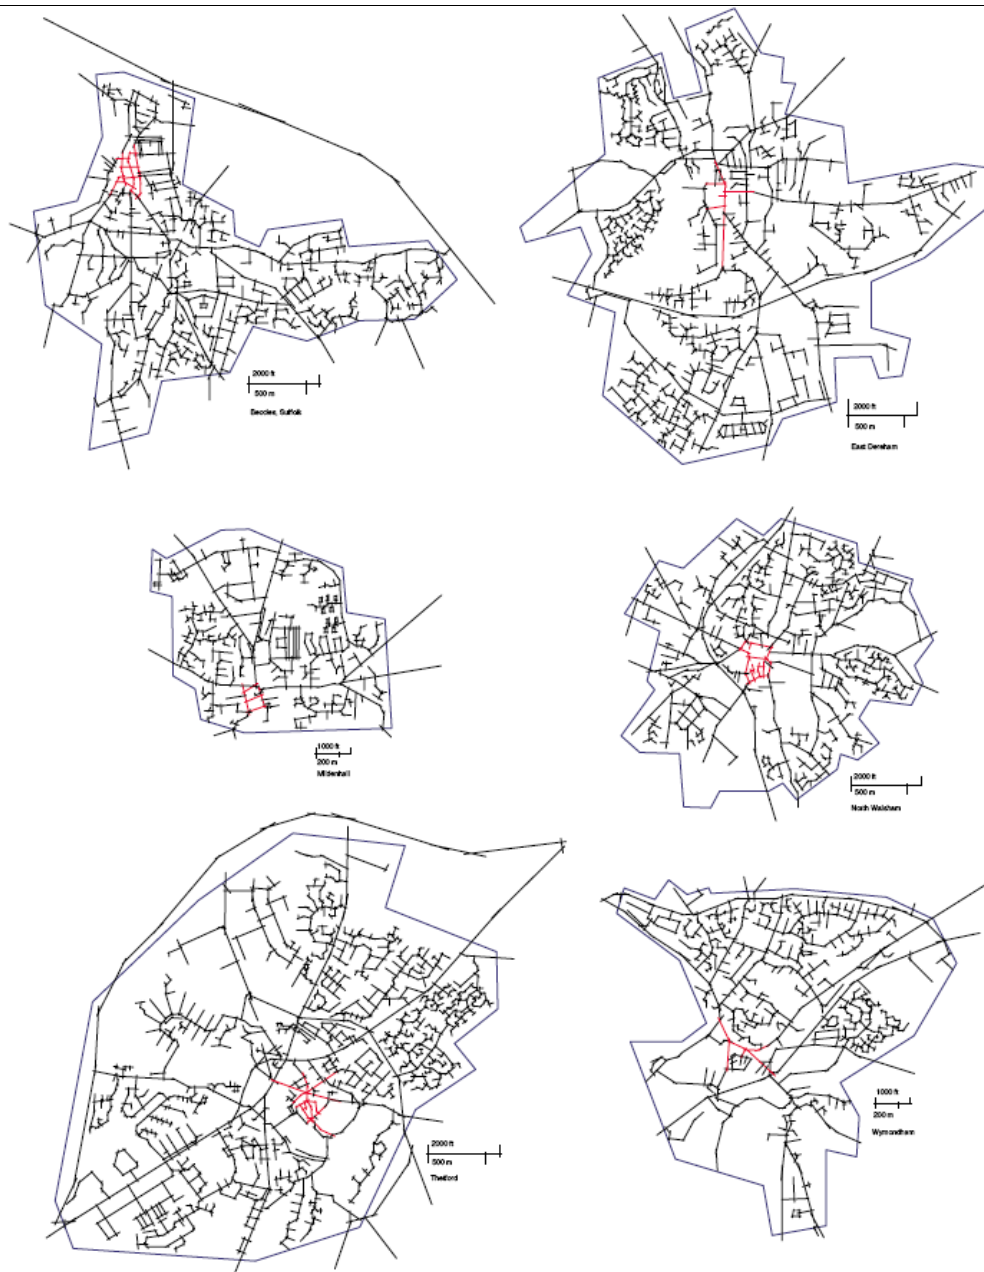 2000 ft
500 m
Beccles, Suffolk
2000 ft
500 m
East Dereham
1000 ft
200 m
Mildenhall
2000 ft
500 m
North Walsham
2000 ft
500 m
Thetford
1000 ft
200 m
Wymondham